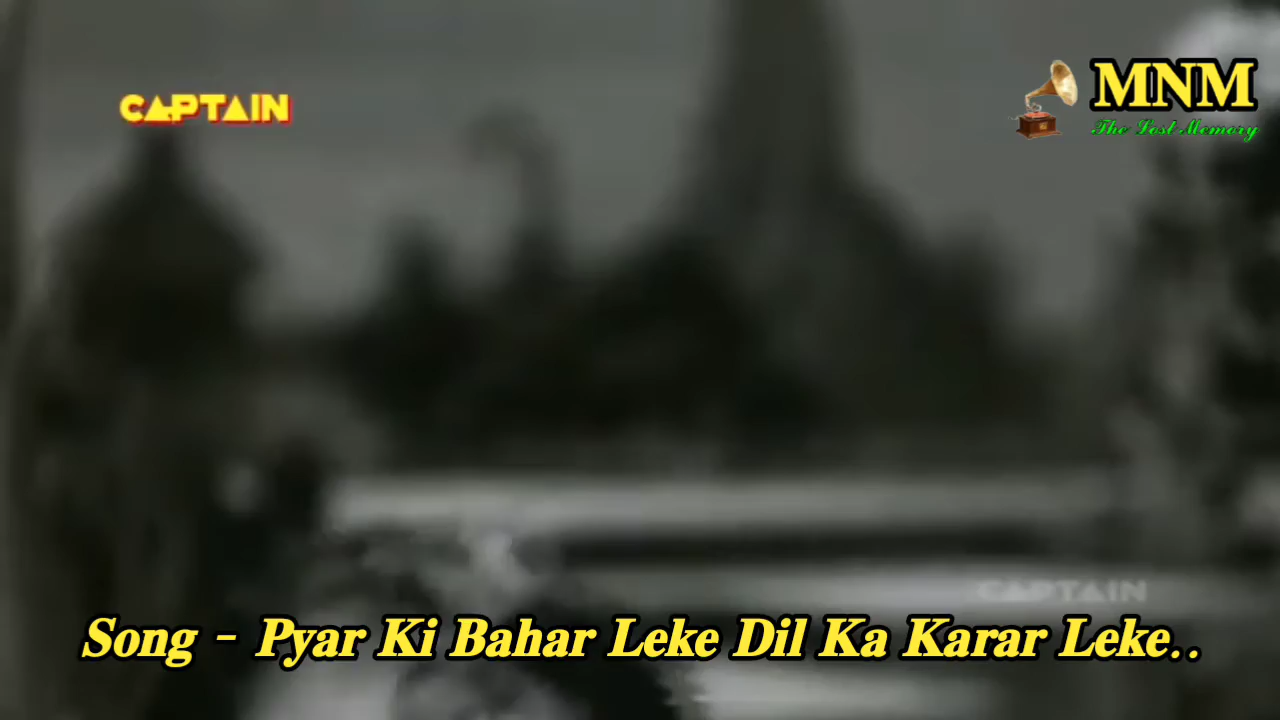 CAPTAIN
MNM
The Lost Memory
CAPTAIN
Song - Pyar Ki Bahar Leke Dil Ka Karar Leke..